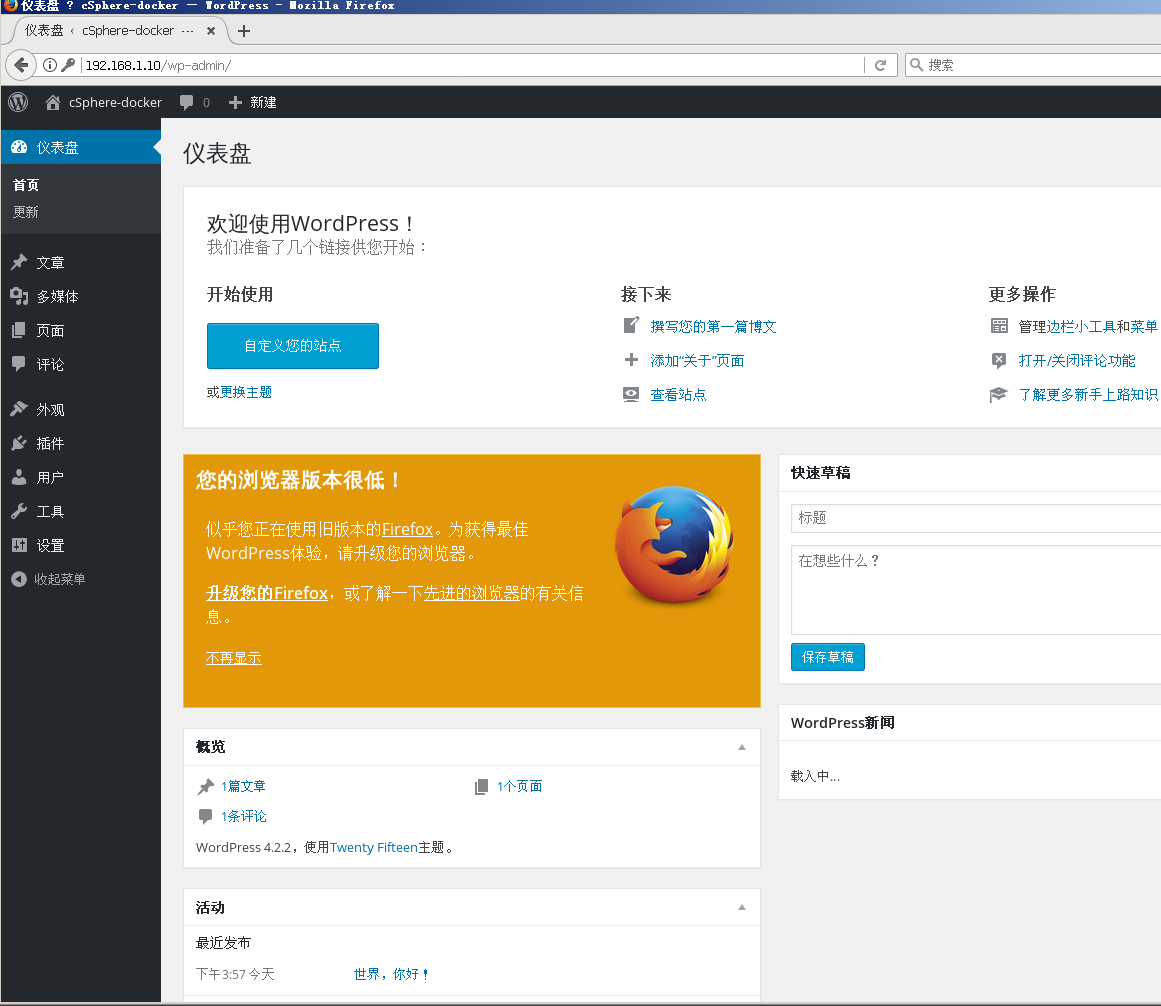 仪表盘 ? cSphere-docker — WordPress - Mozilla Firefox
仪表盘 ‹ cSphere-docker ···
192.168.1.10/wp-admin/
搜索
cSphere-docker
0
新建
仪表盘
首页
更新
文章
多媒体
页面
评论
外观
插件
用户
工具
设置
收起菜单
仪表盘
欢迎使用WordPress！
我们准备了几个链接供您开始：
开始使用
自定义您的站点
或更换主题
接下来
撰写您的第一篇博文
添加“关于”页面
查看站点
更多操作
管理边栏小工具和菜单
打开/关闭评论功能
了解更多新手上路知识
您的浏览器版本很低！
似乎您正在使用旧版本的Firefox。为获得最佳
WordPress体验，请升级您的浏览器。
升级您的Firefox，或了解一下先进的浏览器的有关信
息。
不再显示
概览
1篇文章
1个页面
1条评论
WordPress 4.2.2，使用Twenty Fifteen主题。
活动
最近发布
下午3:57 今天
世界，你好！
快速草稿
标题
在想些什么？
保存草稿
WordPress新闻
载入中...